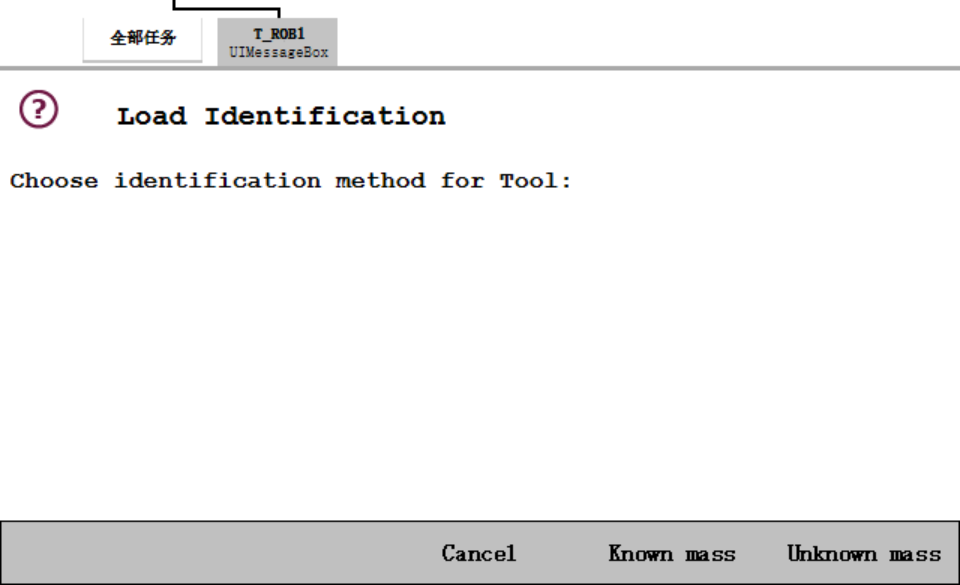 全部任务
T_ROB1
UIMessageBox
?
Load Identification
Choose identification method for Tool:
Cancel Known mass Unknown mass